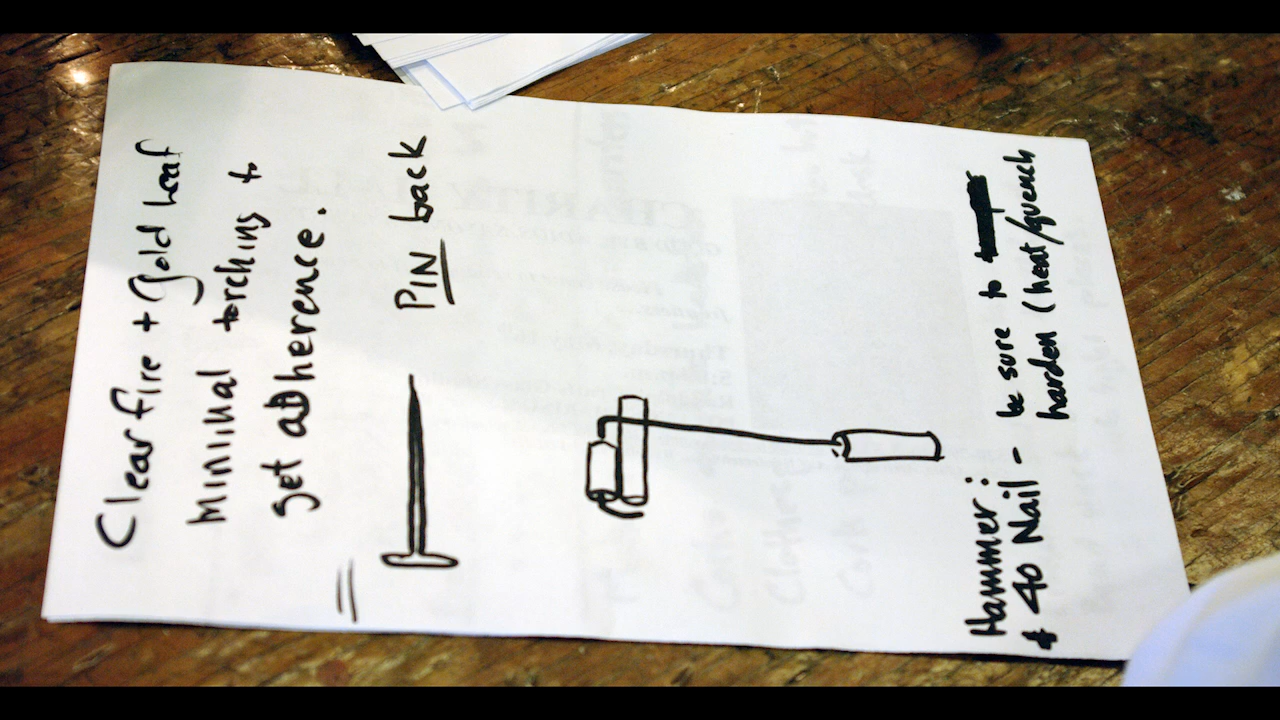 Clear fire + gold leaf
minimal torching to
get adherence.
PIN back
Hammer:
40 Nail - be sure to
harden (heat/quench
CHARITY